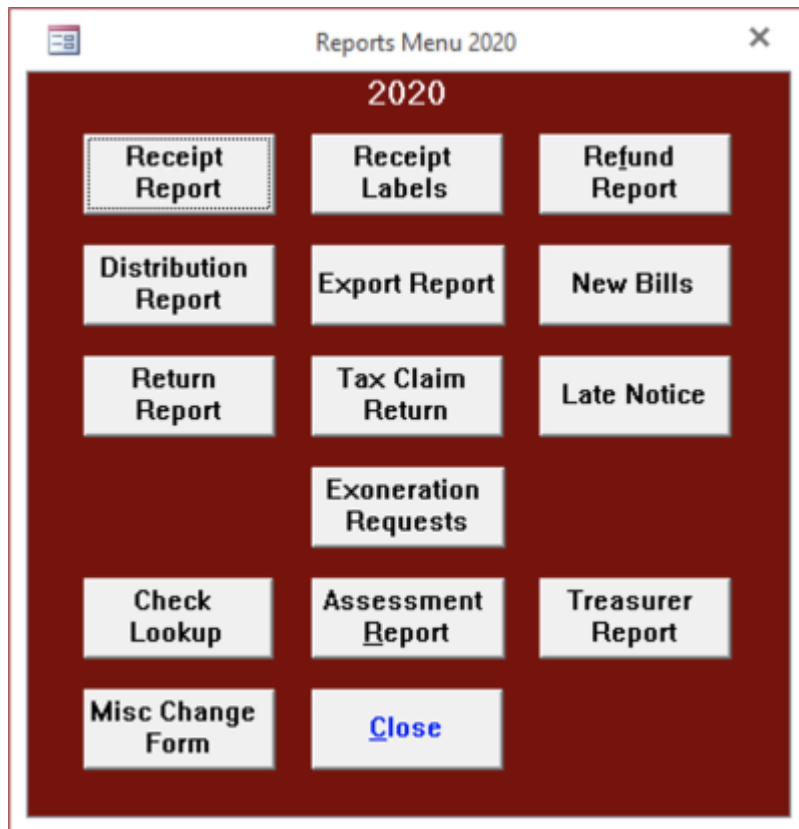 Reports Menu 2020
2020
Receipt
Report
Receipt
Labels
Refund
Report
Distribution
Report
Export Report
New Bills
Return
Report
Tax Claim
Return
Late Notice
Exoneration
Requests
Check
Lookup
Assessment
Report
Treasurer
Report
Misc Change
Form
Close